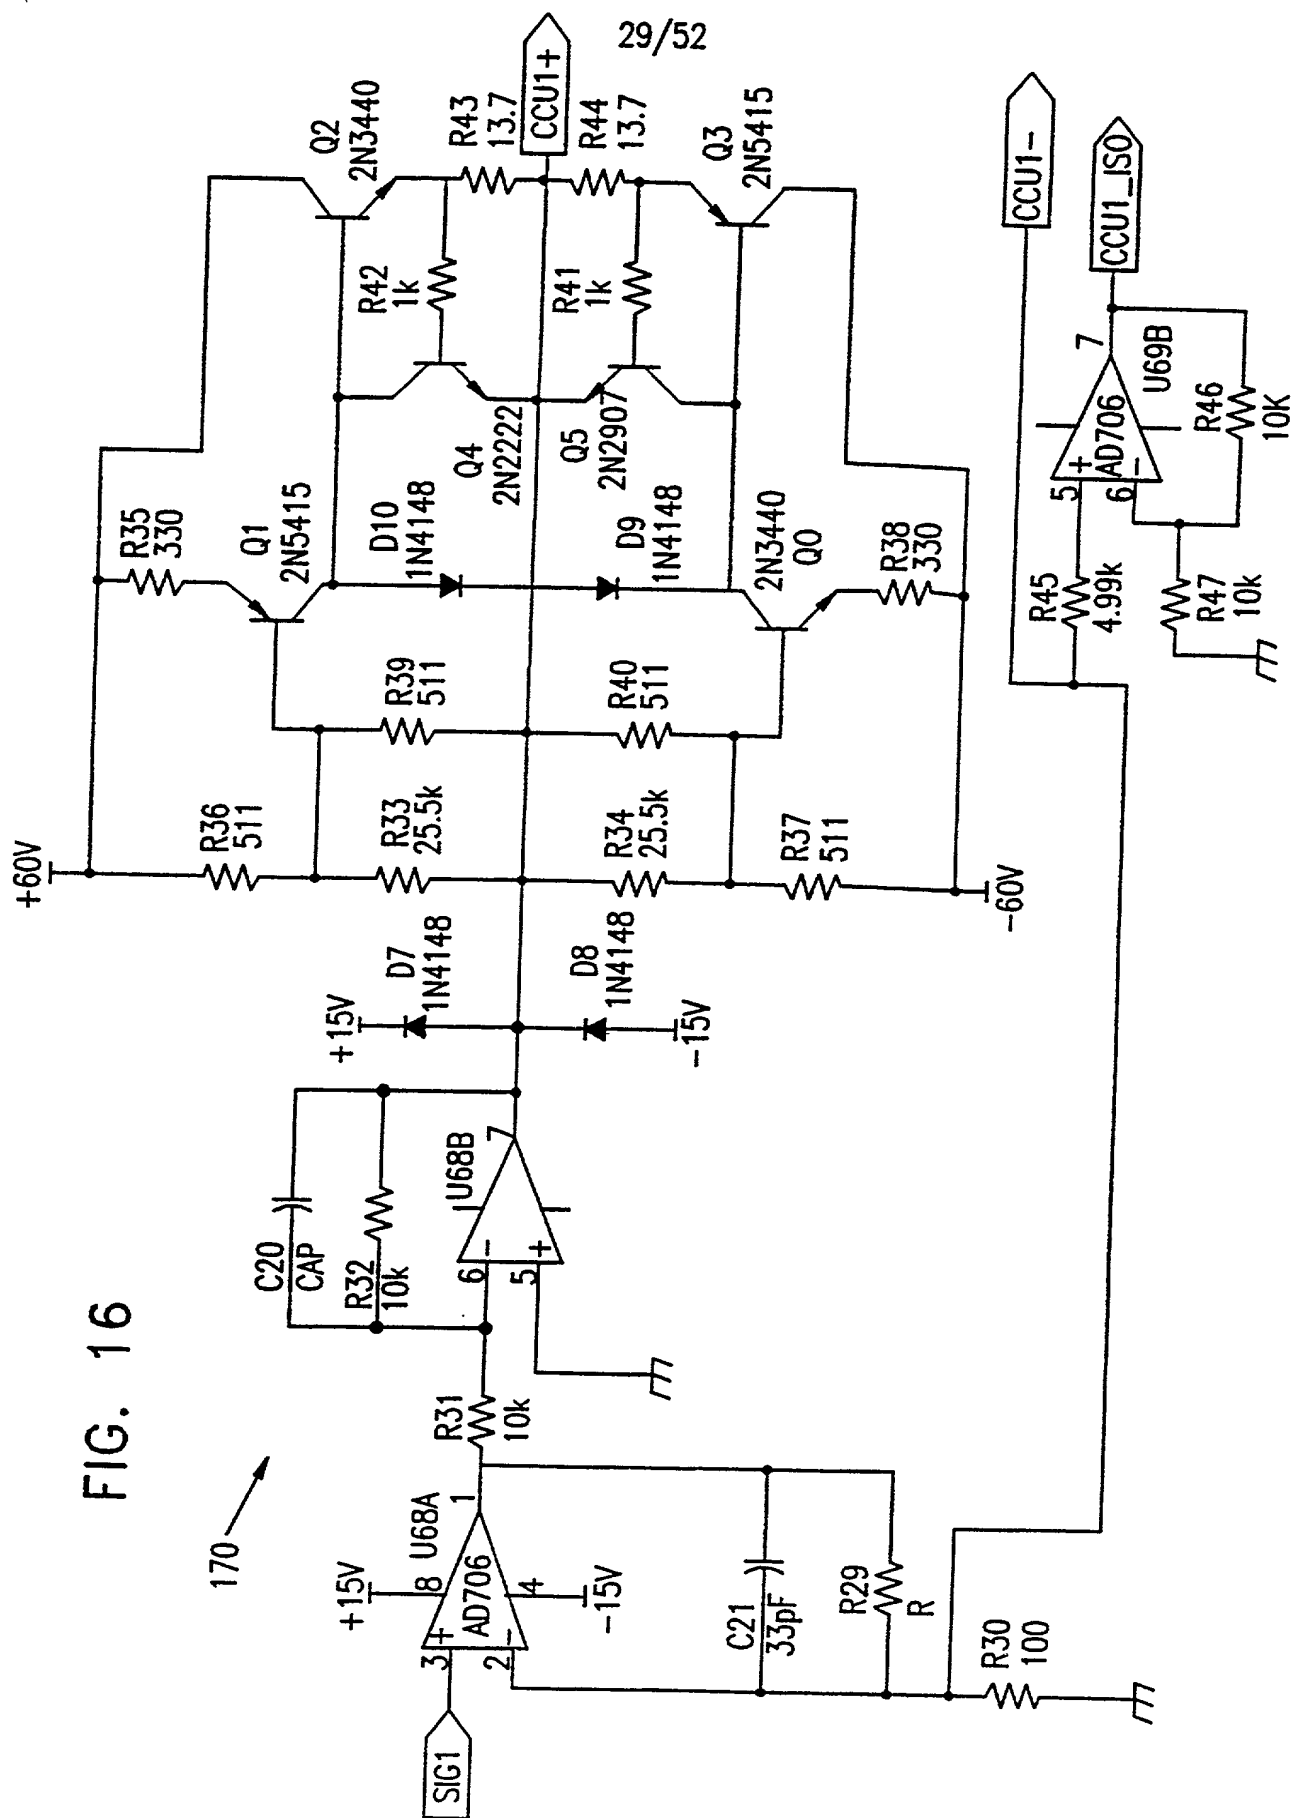 29/52
FIG. 16
170
SIG1
3
+
2
-
AD706
U68A
8
4
1
+15V
-15V
C21
33pF
R29
R
R30
100
R31
10k
C20
CAP
R32
10k
6
-
5
+
U68B
7
+15V
D7
1N4148
D8
1N4148
-15V
+60V
R36
511
R33
25.5k
R34
25.5k
R37
511
-60V
R39
511
R40
511
R35
330
Q1
2N5415
D10
1N4148
D9
1N4148
2N3440
Q0
R38
330
Q4
2N2222
Q5
2N2907
R42
1k
R41
1k
Q2
2N3440
R43
13.7
CCU1+
R44
13.7
Q3
2N5415
CCU1-
R45
4.99k
R47
10k
5
+
6
-
AD706
U69B
7
R46
10K
CCU1_ISO